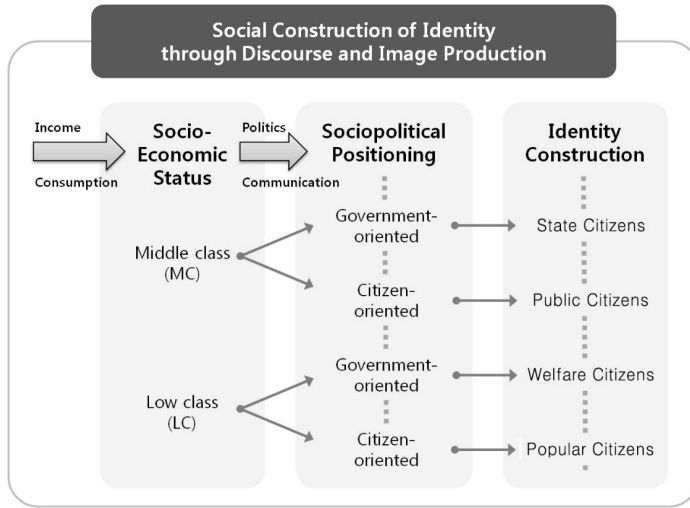 Social Construction of Identity
through Discourse and Image Production
Income
Consumption
Socio-
Economic
Status
Politics
Communication
Sociopolitical
Positioning
Identity
Construction
Middle class
(MC)
Government-
oriented
State Citizens
Citizen-
oriented
Public Citizens
Low class
(LC)
Government-
oriented
Welfare Citizens
Citizen-
oriented
Popular Citizens